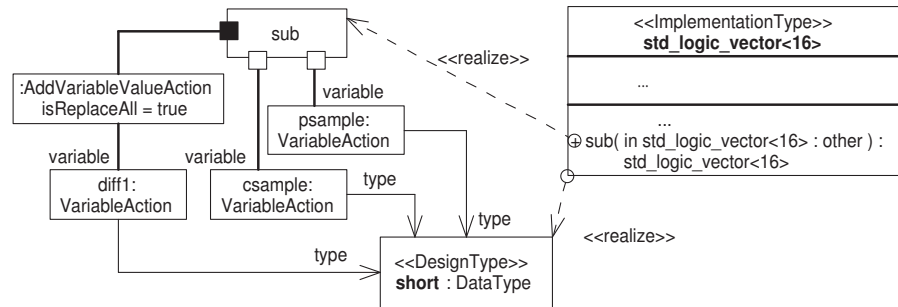 sub
<<realize>>
<<ImplementationType>>
std_logic_vector<16>
...
...
sub( in std_logic_vector<16> : other ) :
std_logic_vector<16>
:AddVariableValueAction
isReplaceAll = true
variable
psample:
VariableAction
variable
variable
diff1:
VariableAction
csample:
VariableAction
type
type
<<realize>>
type
<<DesignType>>
short : DataType